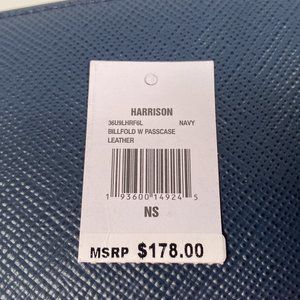 HARRISON
36U9LHRF6L NAVY
BILLFOLD W PASSCASE
LEATHER
1 93600 14924 5
NS
MSRP $178.00